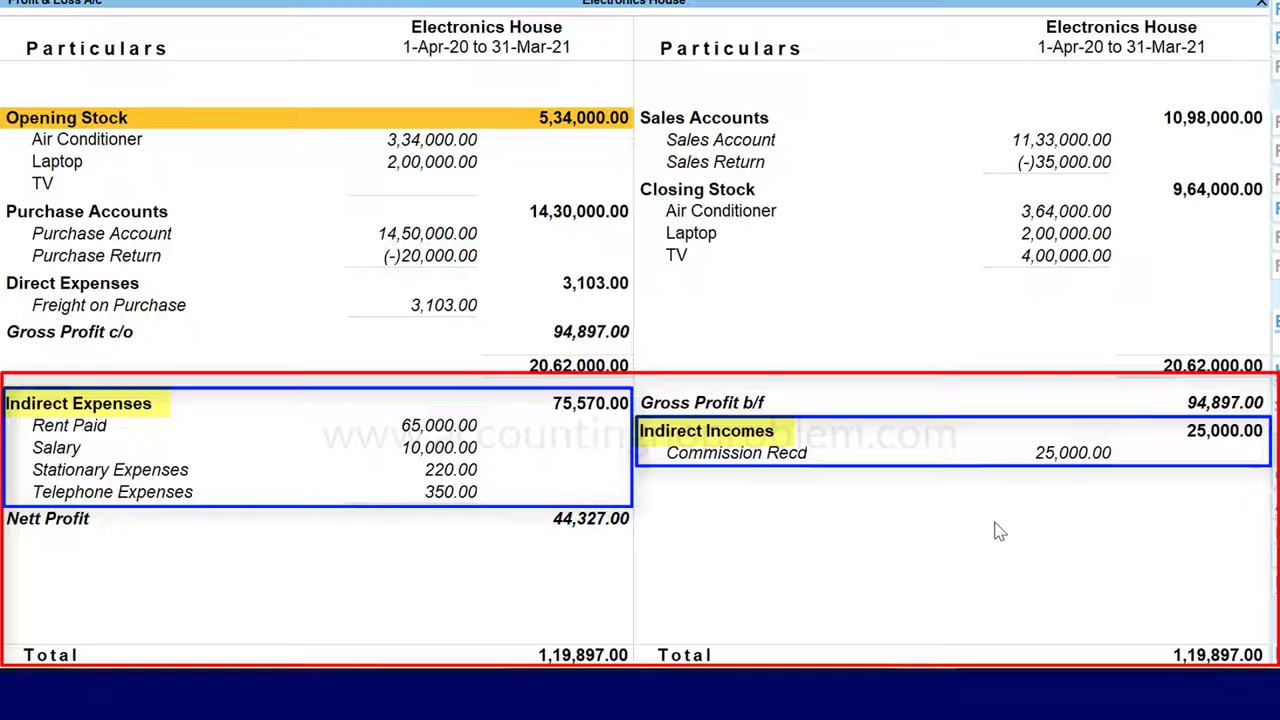 Profit & Loss A/c
Electronics House
Particulars
Electronics House
1-Apr-20 to 31-Mar-21
Opening Stock 5,34,000.00
Air Conditioner 3,34,000.00
Laptop 2,00,000.00
TV
Purchase Accounts 14,30,000.00
Purchase Account 14,50,000.00
Purchase Return (-)20,000.00
Direct Expenses 3,103.00
Freight on Purchase 3,103.00
Gross Profit c/o 94,897.00
20,62,000.00
Indirect Expenses 75,570.00
Rent Paid 65,000.00
Salary 10,000.00
Stationary Expenses 220.00
Telephone Expenses 350.00
Nett Profit 44,327.00
Total 1,19,897.00
Particulars
Electronics House
1-Apr-20 to 31-Mar-21
Sales Accounts 10,98,000.00
Sales Account 11,33,000.00
Sales Return (-)35,000.00
Closing Stock 9,64,000.00
Air Conditioner 3,64,000.00
Laptop 2,00,000.00
TV 4,00,000.00
20,62,000.00
Gross Profit b/f 94,897.00
Indirect Incomes 25,000.00
Commission Recd 25,000.00
Total 1,19,897.00